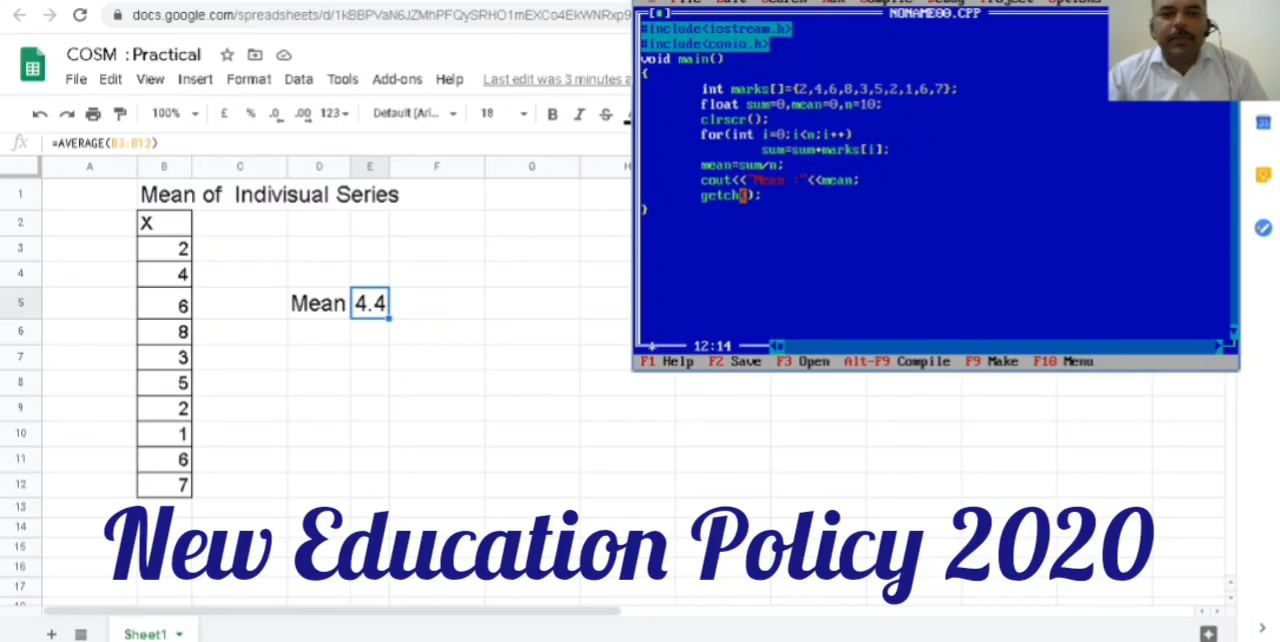 docs.google.com/spreadsheets/d/1kBBPVaN6JZMhPFQySRHO1mEXCo4EkWNRxp9
COSM : Practical
File Edit View Insert Format Data Tools Add-ons Help Last edit was 3 minutes a
100% £ % .0 .00 123 Default (Ari... 18 B I S
fx =AVERAGE(B3:B12)
A B C D E F G H
1 Mean of Indivisual Series
2 X
3 2
4 4
5 6 Mean 4.4
6 8
7 3
8 5
9 2
10 1
11 6
12 7
13
14
15
16
17
NONAME00.CPP
#include<iostream.h>
#include<conio.h>
void main()
{
int marks[]={2,4,6,8,3,5,2,1,6,7};
float sum=0,mean=0,n=10;
clrscr();
for(int i=0;i<n;i++)
sum=sum+marks[i];
mean=sum/n;
cout<<"Mean :"<<mean;
getch();
}
12:14
F1 Help F2 Save F3 Open Alt-F9 Compile F9 Make F10 Menu
New Education Policy 2020
Sheet1